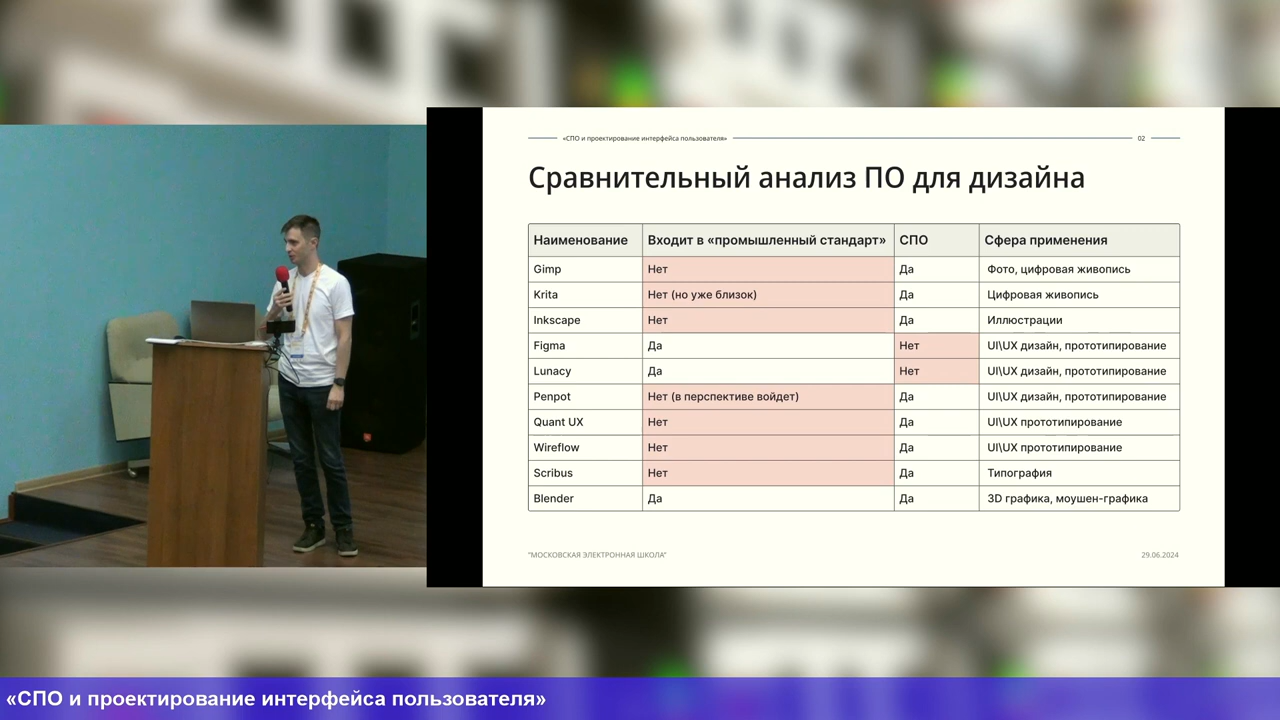 «СПО и проектирование интерфейса пользователя» 02
Сравнительный анализ ПО для дизайна
Наименование Входит в «промышленный стандарт» СПО Сфера применения
Gimp Нет Да Фото, цифровая живопись
Krita Нет (но уже близок) Да Цифровая живопись
Inkscape Нет Да Иллюстрации
Figma Да Нет UI\UX дизайн, прототипирование
Lunacy Да Нет UI\UX дизайн, прототипирование
Penpot Нет (в перспективе войдет) Да UI\UX дизайн, прототипирование
Quant UX Нет Да UI\UX прототипирование
Wireflow Нет Да UI\UX прототипирование
Scribus Нет Да Типография
Blender Да Да 3D графика, моушен-графика
"МОСКОВСКАЯ ЭЛЕКТРОННАЯ ШКОЛА" 29.06.2024
«СПО и проектирование интерфейса пользователя»